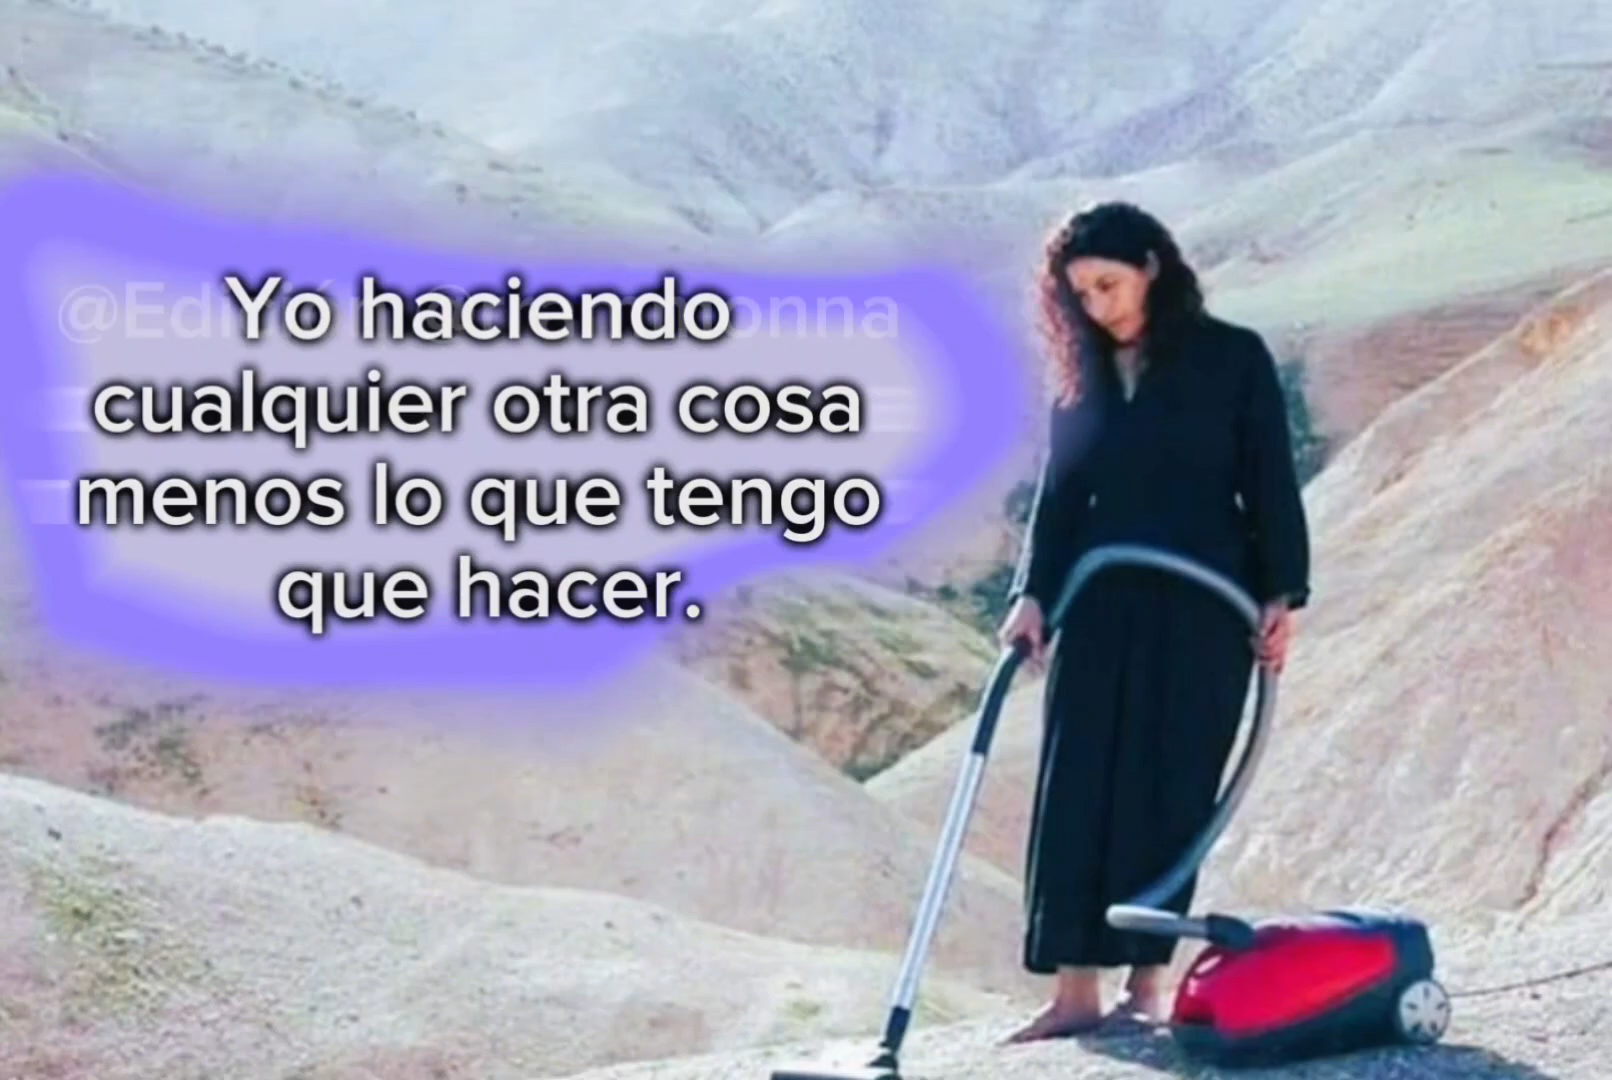 Yo haciendo
cualquier otra cosa
menos lo que tengo
que hacer.